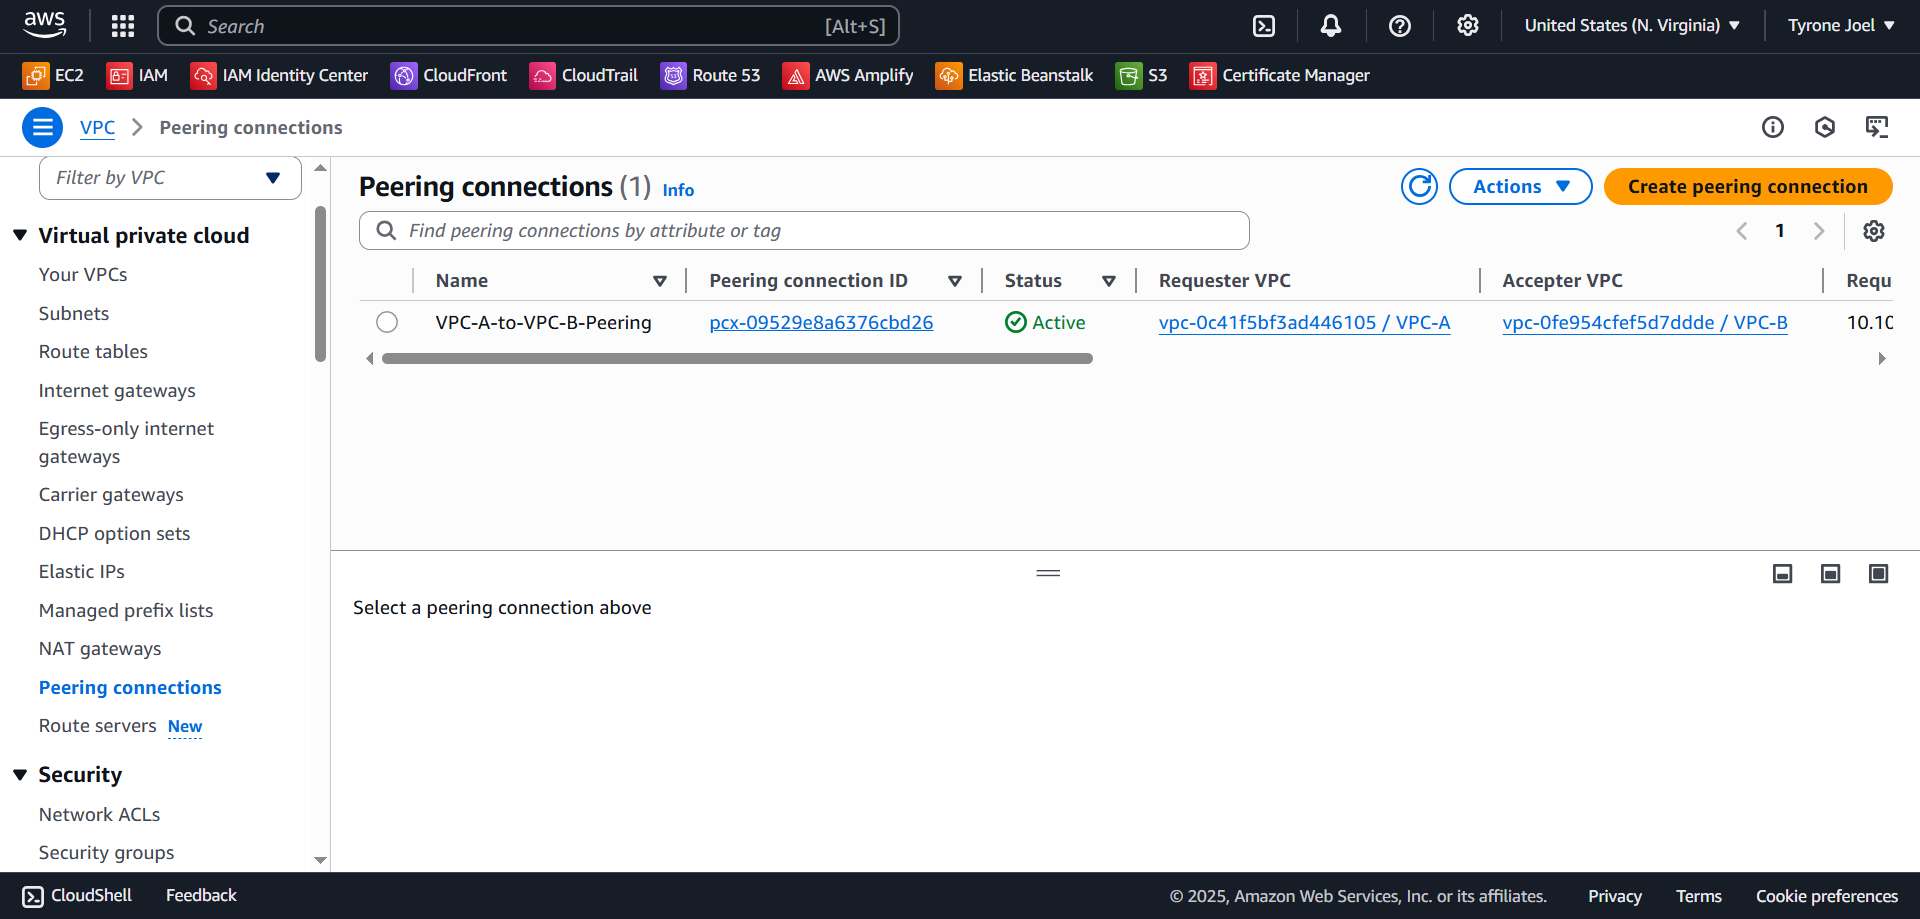 aws
Search [Alt+S]
United States (N. Virginia)
Tyrone Joel
EC2 IAM IAM Identity Center CloudFront CloudTrail Route 53 AWS Amplify Elastic Beanstalk S3 Certificate Manager
VPC Peering connections
Filter by VPC
Virtual private cloud
Your VPCs
Subnets
Route tables
Internet gateways
Egress-only internet
gateways
Carrier gateways
DHCP option sets
Elastic IPs
Managed prefix lists
NAT gateways
Peering connections
Route servers New
Security
Network ACLs
Security groups
Peering connections (1) Info
Actions
Create peering connection
Find peering connections by attribute or tag
1
Name Peering connection ID Status Requester VPC Accepter VPC Requ
VPC-A-to-VPC-B-Peering pcx-09529e8a6376cbd26 Active vpc-0c41f5bf3ad446105 / VPC-A vpc-0fe954cfef5d7ddde / VPC-B 10.10
Select a peering connection above
CloudShell Feedback
© 2025, Amazon Web Services, Inc. or its affiliates. Privacy Terms Cookie preferences